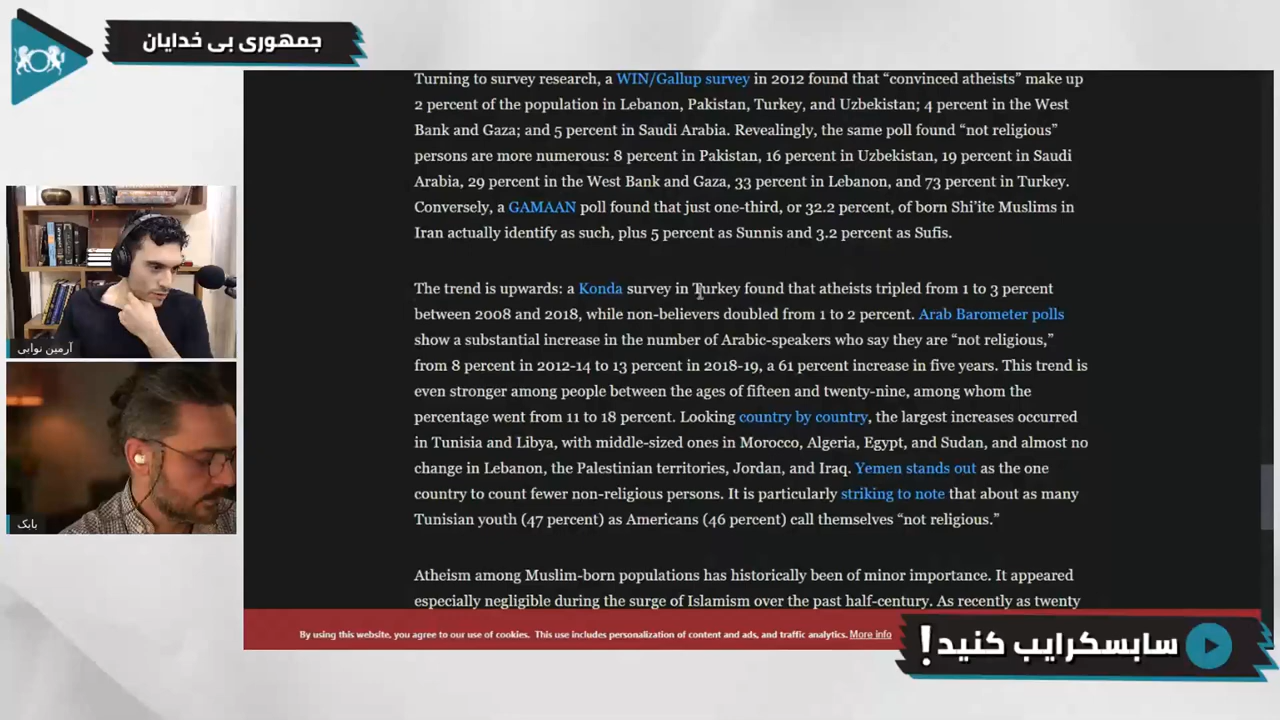 جمهوری بی خدایان
Turning to survey research, a WIN/Gallup survey in 2012 found that “convinced atheists” make up
2 percent of the population in Lebanon, Pakistan, Turkey, and Uzbekistan; 4 percent in the West
Bank and Gaza; and 5 percent in Saudi Arabia. Revealingly, the same poll found “not religious”
persons are more numerous: 8 percent in Pakistan, 16 percent in Uzbekistan, 19 percent in Saudi
Arabia, 29 percent in the West Bank and Gaza, 33 percent in Lebanon, and 73 percent in Turkey.
Conversely, a GAMAAN poll found that just one-third, or 32.2 percent, of born Shi’ite Muslims in
Iran actually identify as such, plus 5 percent as Sunnis and 3.2 percent as Sufis.
The trend is upwards: a Konda survey in Turkey found that atheists tripled from 1 to 3 percent
between 2008 and 2018, while non-believers doubled from 1 to 2 percent. Arab Barometer polls
show a substantial increase in the number of Arabic-speakers who say they are “not religious,”
from 8 percent in 2012-14 to 13 percent in 2018-19, a 61 percent increase in five years. This trend is
even stronger among people between the ages of fifteen and twenty-nine, among whom the
percentage went from 11 to 18 percent. Looking country by country, the largest increases occurred
in Tunisia and Libya, with middle-sized ones in Morocco, Algeria, Egypt, and Sudan, and almost no
change in Lebanon, the Palestinian territories, Jordan, and Iraq. Yemen stands out as the one
country to count fewer non-religious persons. It is particularly striking to note that about as many
Tunisian youth (47 percent) as Americans (46 percent) call themselves “not religious.”
Atheism among Muslim-born populations has historically been of minor importance. It appeared
especially negligible during the surge of Islamism over the past half-century. As recently as twenty
By using this website, you agree to our use of cookies. This use includes personalization of content and ads, and traffic analytics. More info
آرمین نوابی
بابک
سابسکرایب کنید!